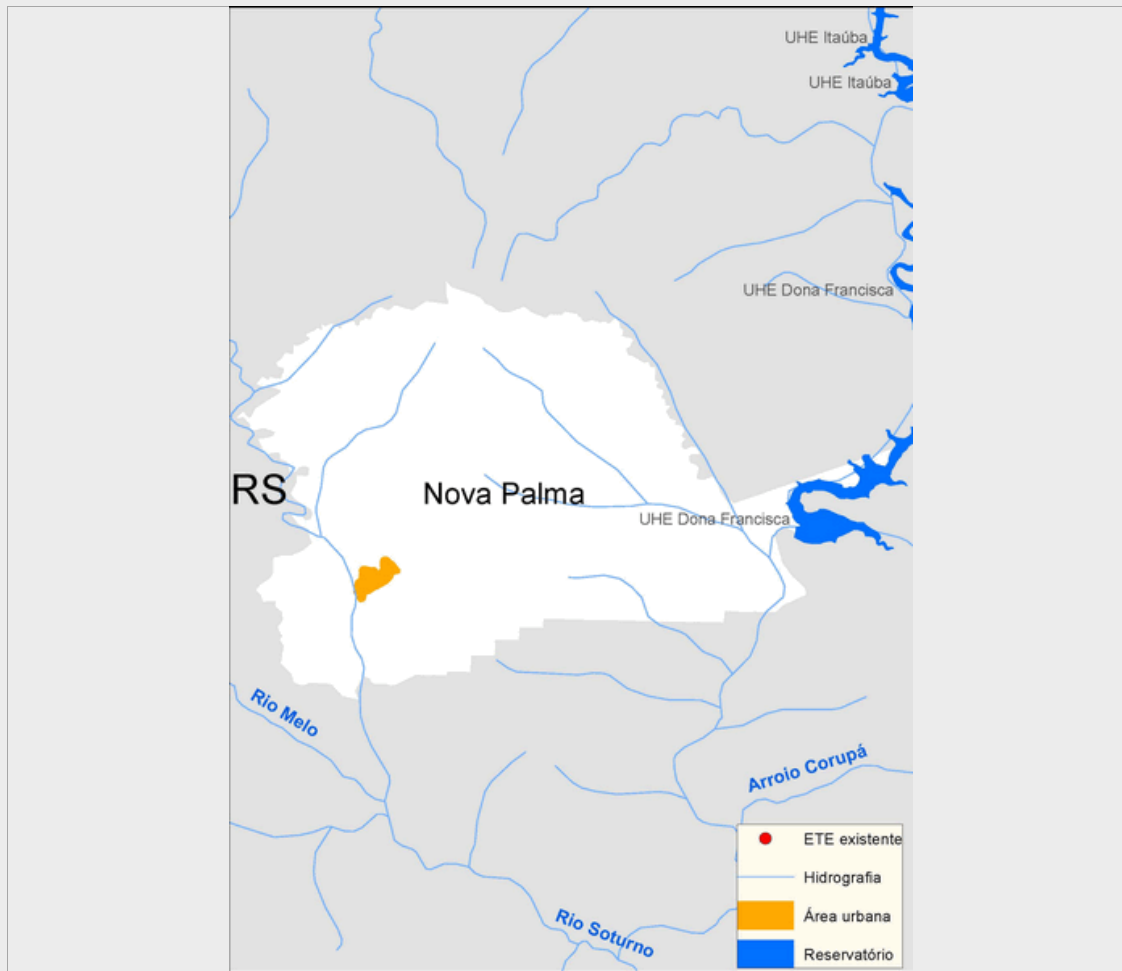 UHE Itaúba
UHE Itaúba
UHE Dona Francisca
RS
Nova Palma
UHE Dona Francisca
Rio Melo
Arroio Corupá
Rio Soturno
ETE existente
Hidrografia
Área urbana
Reservatório